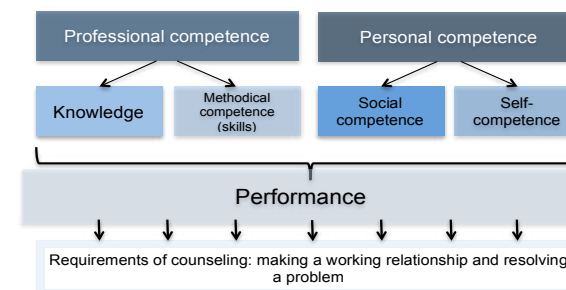 Professional competence
Personal competence
Knowledge
Methodical
competence
(skills)
Social
competence
Self-
competence
Performance
Requirements of counseling: making a working relationship and resolving
a problem